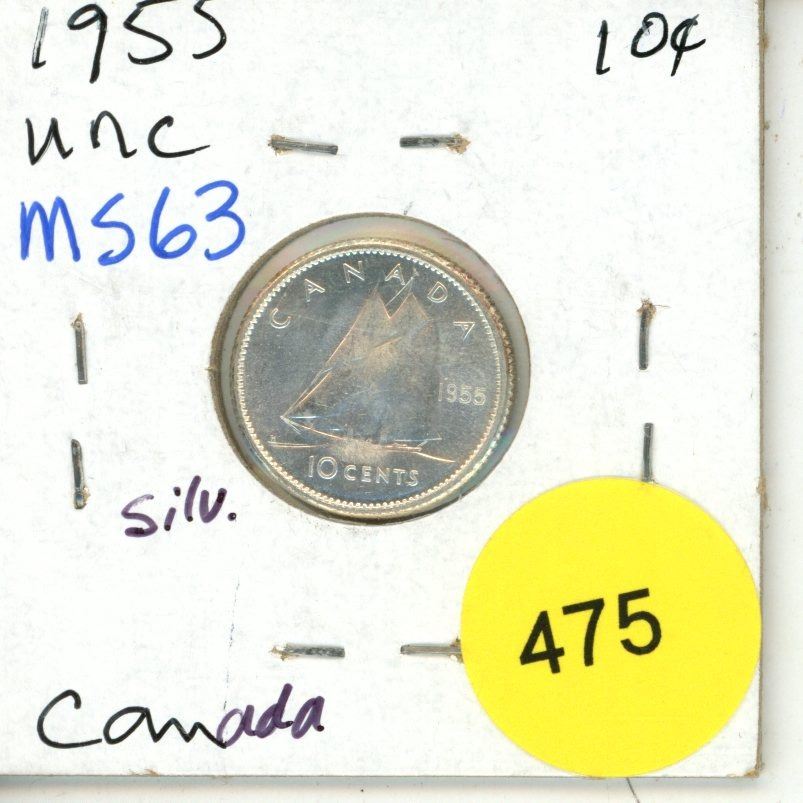 1955 10¢
unc
MS63
CANADA
1955
10 CENTS
silv.
475
Canada